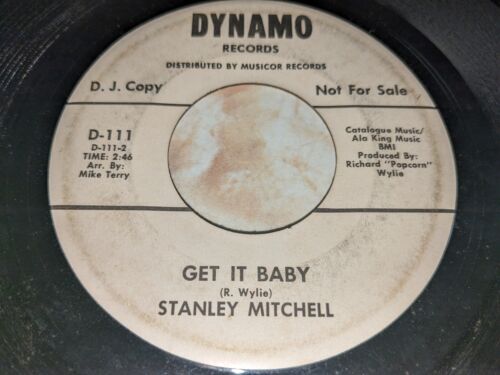 DYNAMO
RECORDS
DISTRIBUTED BY MUSICOR RECORDS
D. J. Copy
Not For Sale
D-111
D-111-2
TIME: 2:46
Arr. By:
Mike Terry
Catalogue Music/
Ala King Music
BMI
Produced By:
Richard "Popcorn"
Wylie
GET IT BABY
(R. Wylie)
STANLEY MITCHELL